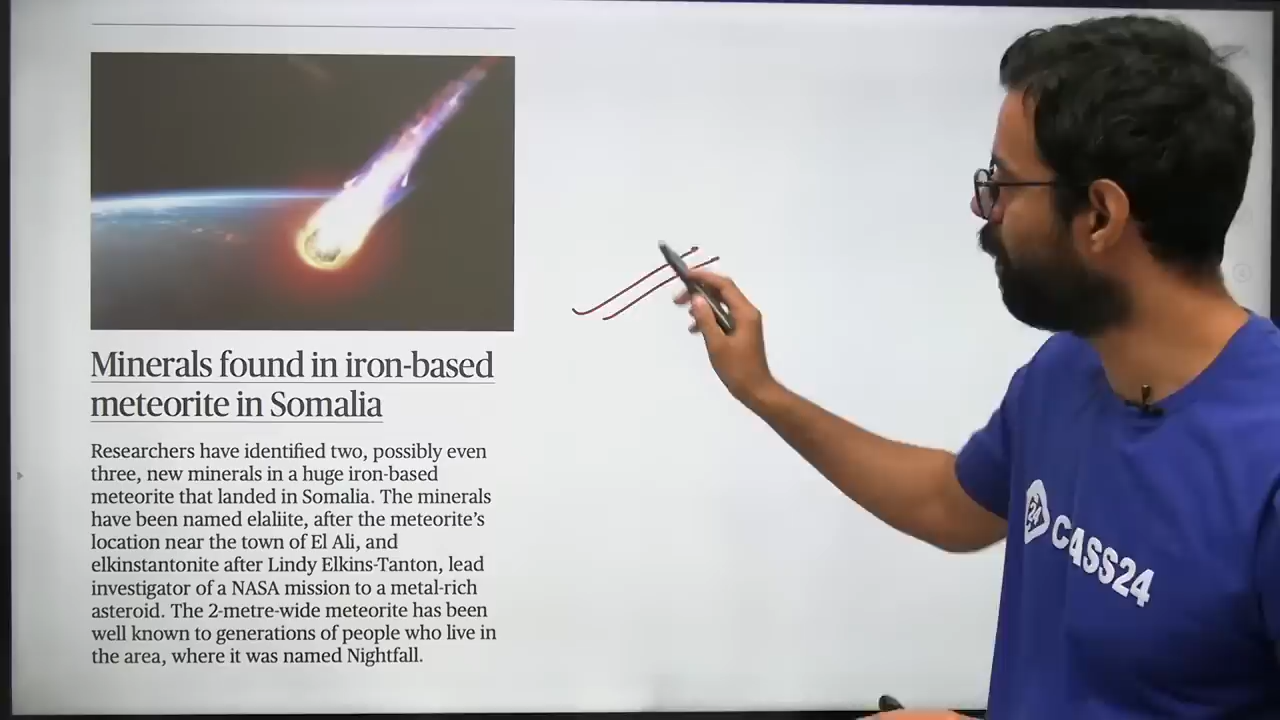 Minerals found in iron-based
meteorite in Somalia
Researchers have identified two, possibly even
three, new minerals in a huge iron-based
meteorite that landed in Somalia. The minerals
have been named elaliite, after the meteorite’s
location near the town of El Ali, and
elkinstantonite after Lindy Elkins-Tanton, lead
investigator of a NASA mission to a metal-rich
asteroid. The 2-metre-wide meteorite has been
well known to generations of people who live in
the area, where it was named Nightfall.
24
CASS24